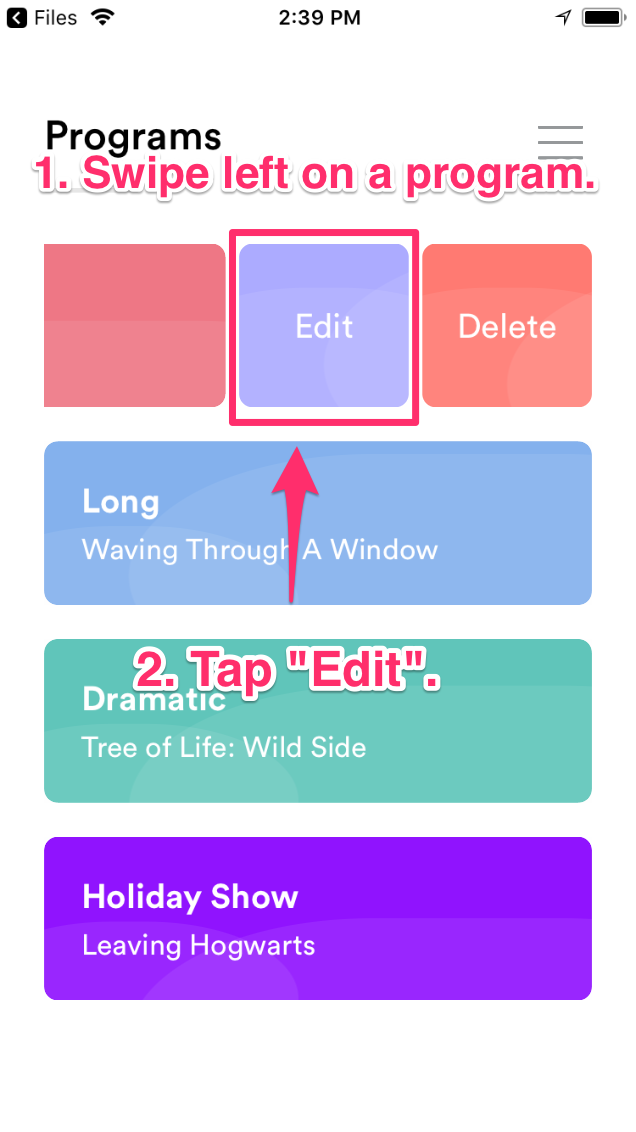 Files
2:39 PM
Programs
1. Swipe left on a program.
Edit
Delete
Long
Waving Through A Window
2. Tap "Edit".
Dramatic
Tree of Life: Wild Side
Holiday Show
Leaving Hogwarts